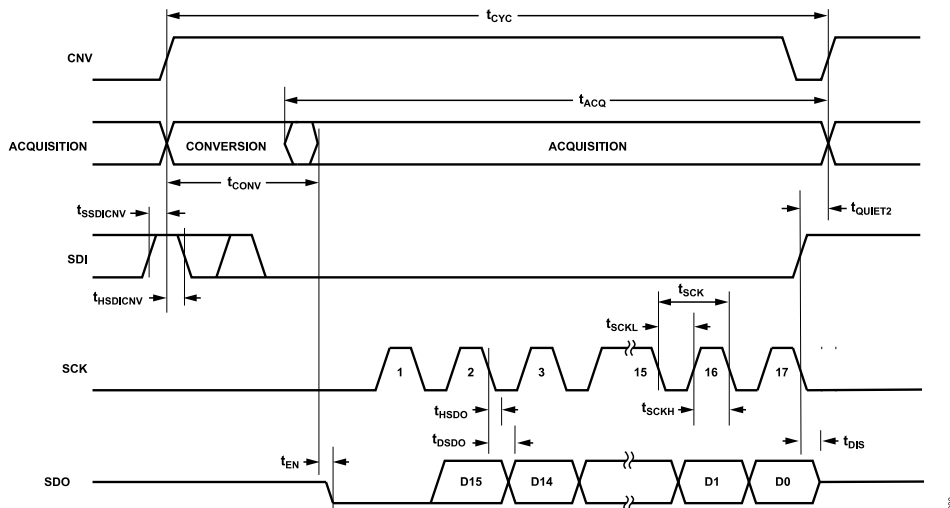 tCYC
CNV
tACQ
ACQUISITION
CONVERSION
ACQUISITION
tCONV
tSSDICNV
tQUIET2
SDI
tHSDICNV
tSCK
tSCKL
SCK
1
2
3
15
16
17
tHSDO
tSCKH
tDSDO
tDIS
tEN
SDO
D15
D14
D1
D0